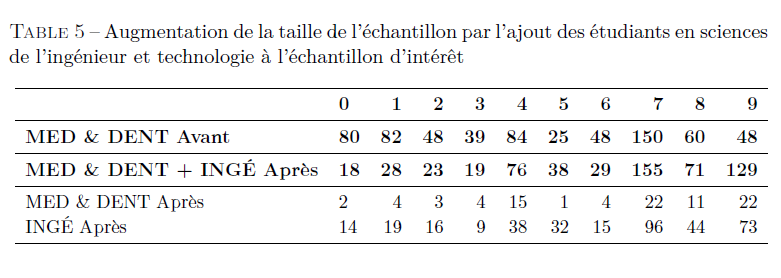 TABLE 5 – Augmentation de la taille de l'échantillon par l'ajout des étudiants en sciences
de l'ingénieur et technologie à l'échantillon d'intérêt
0 1 2 3 4 5 6 7 8 9
MED & DENT Avant 80 82 48 39 84 25 48 150 60 48
MED & DENT + INGÉ Après 18 28 23 19 76 38 29 155 71 129
MED & DENT Après 2 4 3 4 15 1 4 22 11 22
INGÉ Après 14 19 16 9 38 32 15 96 44 73